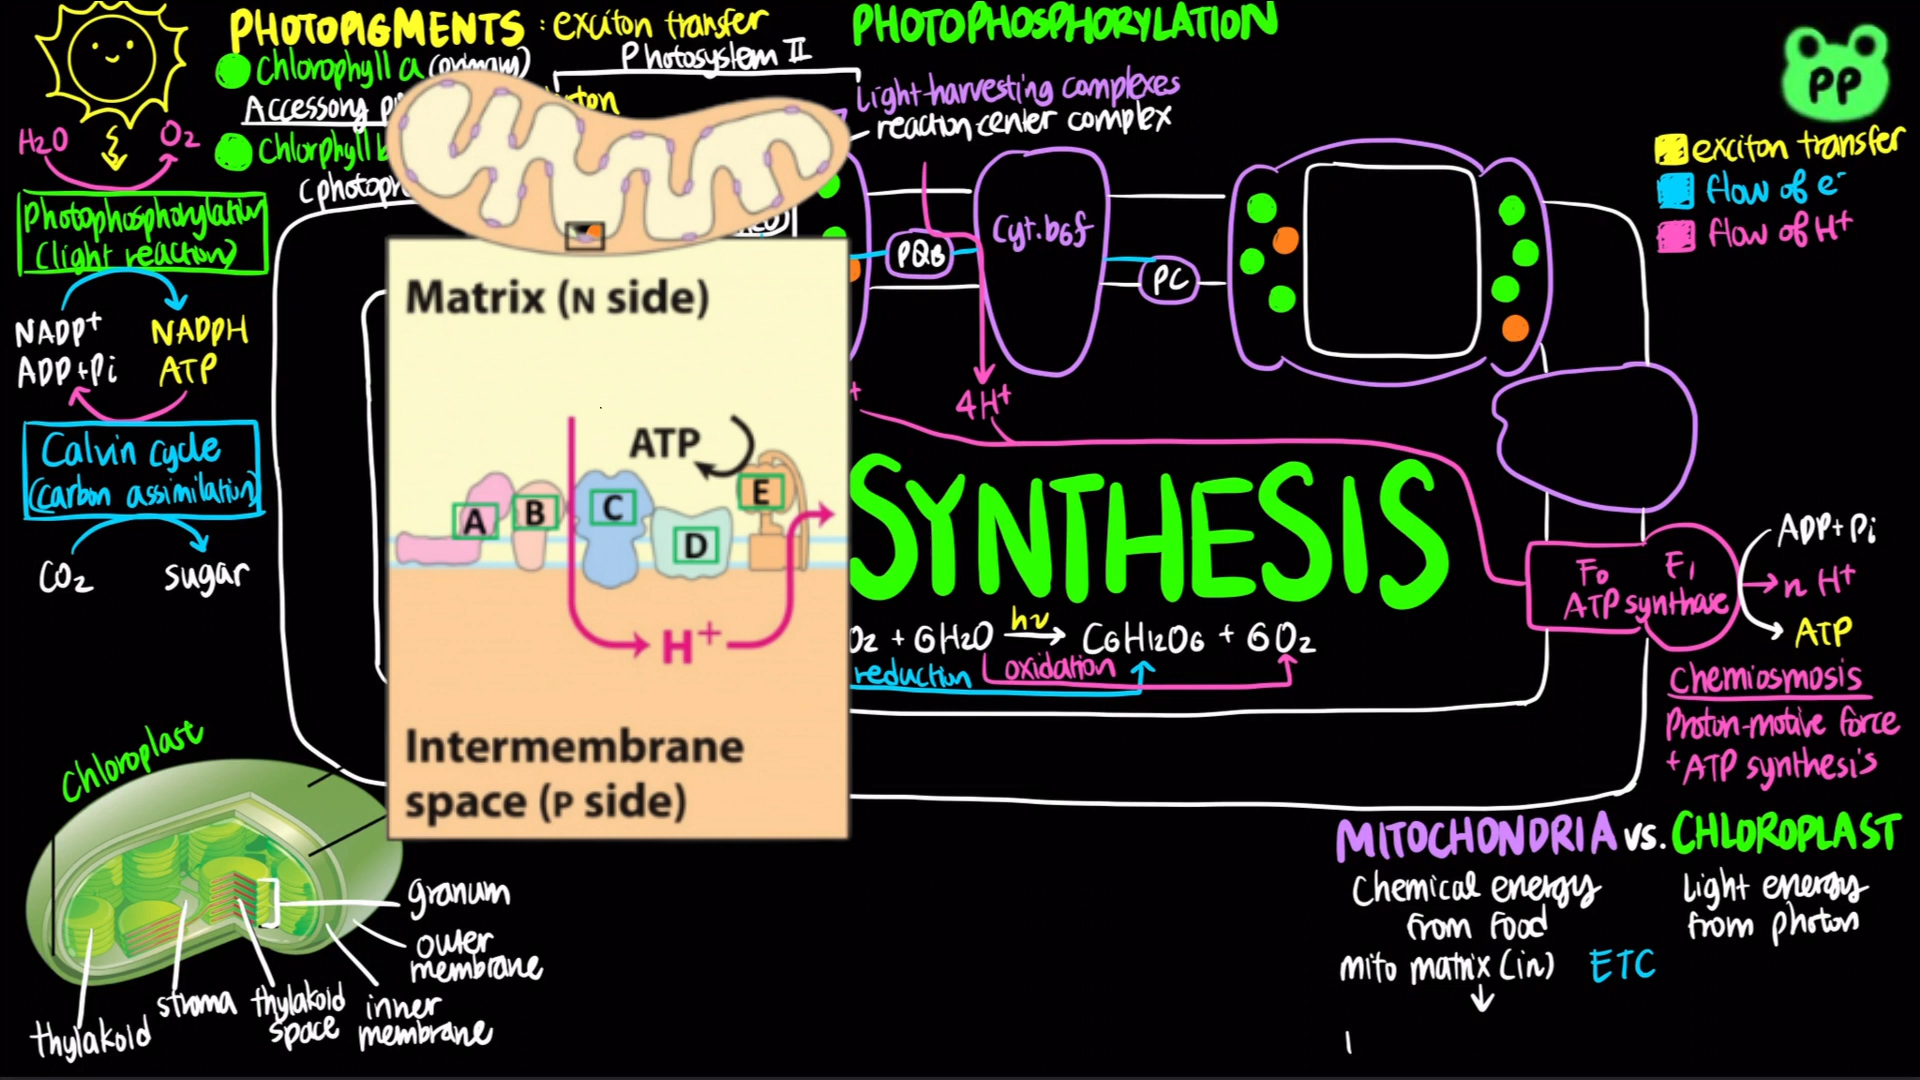 PHOTOPIGMENTS : exciton transfer
Chlorophyll a (primary)
Accessory
Chlorphyll b
H2O
O2
Photophosphorylation
(light reaction)
NADP+
NADPH
ADP+Pi
ATP
Calvin cycle
(carbon assimilation)
CO2
sugar
Photosystem II
PHOTOPHOSPHORYLATION
Light-harvesting complexes
reaction center complex
PQB
Cyt.b6f
PC
4H+
PP
exciton transfer
flow of e-
flow of H+
Matrix (N side)
ATP
A
B
C
D
E
H+
Intermembrane
space (P side)
SYNTHESIS
O2 + 6H2O hν C6H12O6 + 6O2
reduction
oxidation
Fo F1
ATP synthase
ADP+Pi
n H+
ATP
Chemiosmosis
Proton-motive force
+ ATP synthesis
Chloroplast
granum
outer
membrane
inner
membrane
thylakoid
space
stroma
thylakoid
MITOCHONDRIA vs. CHLOROPLAST
Chemical energy
from food
light energy
from photon
mito matrix (in) ETC